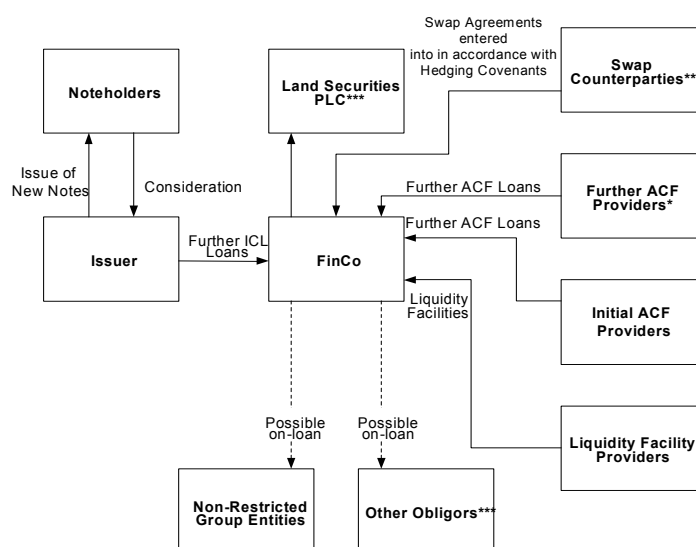 Swap Agreements
entered
into in accordance with
Hedging Covenants
Swap
Counterparties**
Noteholders
Land Securities
PLC***
Issue of
New Notes
Consideration
Further ACF Loans
Further ACF
Providers*
Further ACF Loans
Issuer
Further ICL
Loans
FinCo
Liquidity
Facilities
Initial ACF
Providers
Possible
on-loan
Possible
on-loan
Liquidity Facility
Providers
Non-Restricted
Group Entities
Other Obligors***